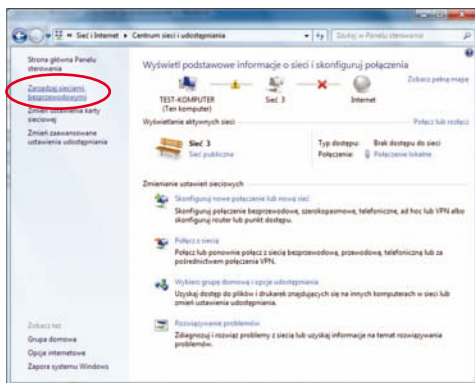 Sieć i Internet ▸ Centrum sieci i udostępniania
Szukaj w Panelu sterowania
Strona główna Panelu
sterowania
Zarządzaj sieciami
bezprzewodowymi
Zmień ustawienia karty
sieciowej
Zmień zaawansowane
ustawienia udostępniania
Wyświetl podstawowe informacje o sieci i skonfiguruj połączenia
Zobacz pełną mapę
TEST-KOMPUTER
(Ten komputer)
Sieć 3
Internet
Wyświetlanie aktywnych sieci
Połącz lub rozłącz
Sieć 3
Sieć publiczna
Typ dostępu: Brak dostępu do sieci
Połączenia: Połączenie lokalne
Zmienianie ustawień sieciowych
Skonfiguruj nowe połączenie lub nową sieć
Skonfiguruj połączenie bezprzewodowe, szerokopasmowe, telefoniczne, ad hoc lub VPN albo
skonfiguruj router lub punkt dostępu.
Połącz z siecią
Połącz lub ponownie połącz z siecią bezprzewodową, przewodową, telefoniczną lub za
pośrednictwem połączenia VPN.
Wybierz grupę domową i opcje udostępniania
Uzyskaj dostęp do plików i drukarek znajdujących się na innych komputerach w sieci lub
zmień ustawienia udostępniania.
Rozwiązywanie problemów
Zdiagnozuj i rozwiąż problemy z siecią lub uzyskaj informacje na temat rozwiązywania
problemów.
Zobacz też
Grupa domowa
Opcje internetowe
Zapora systemu Windows